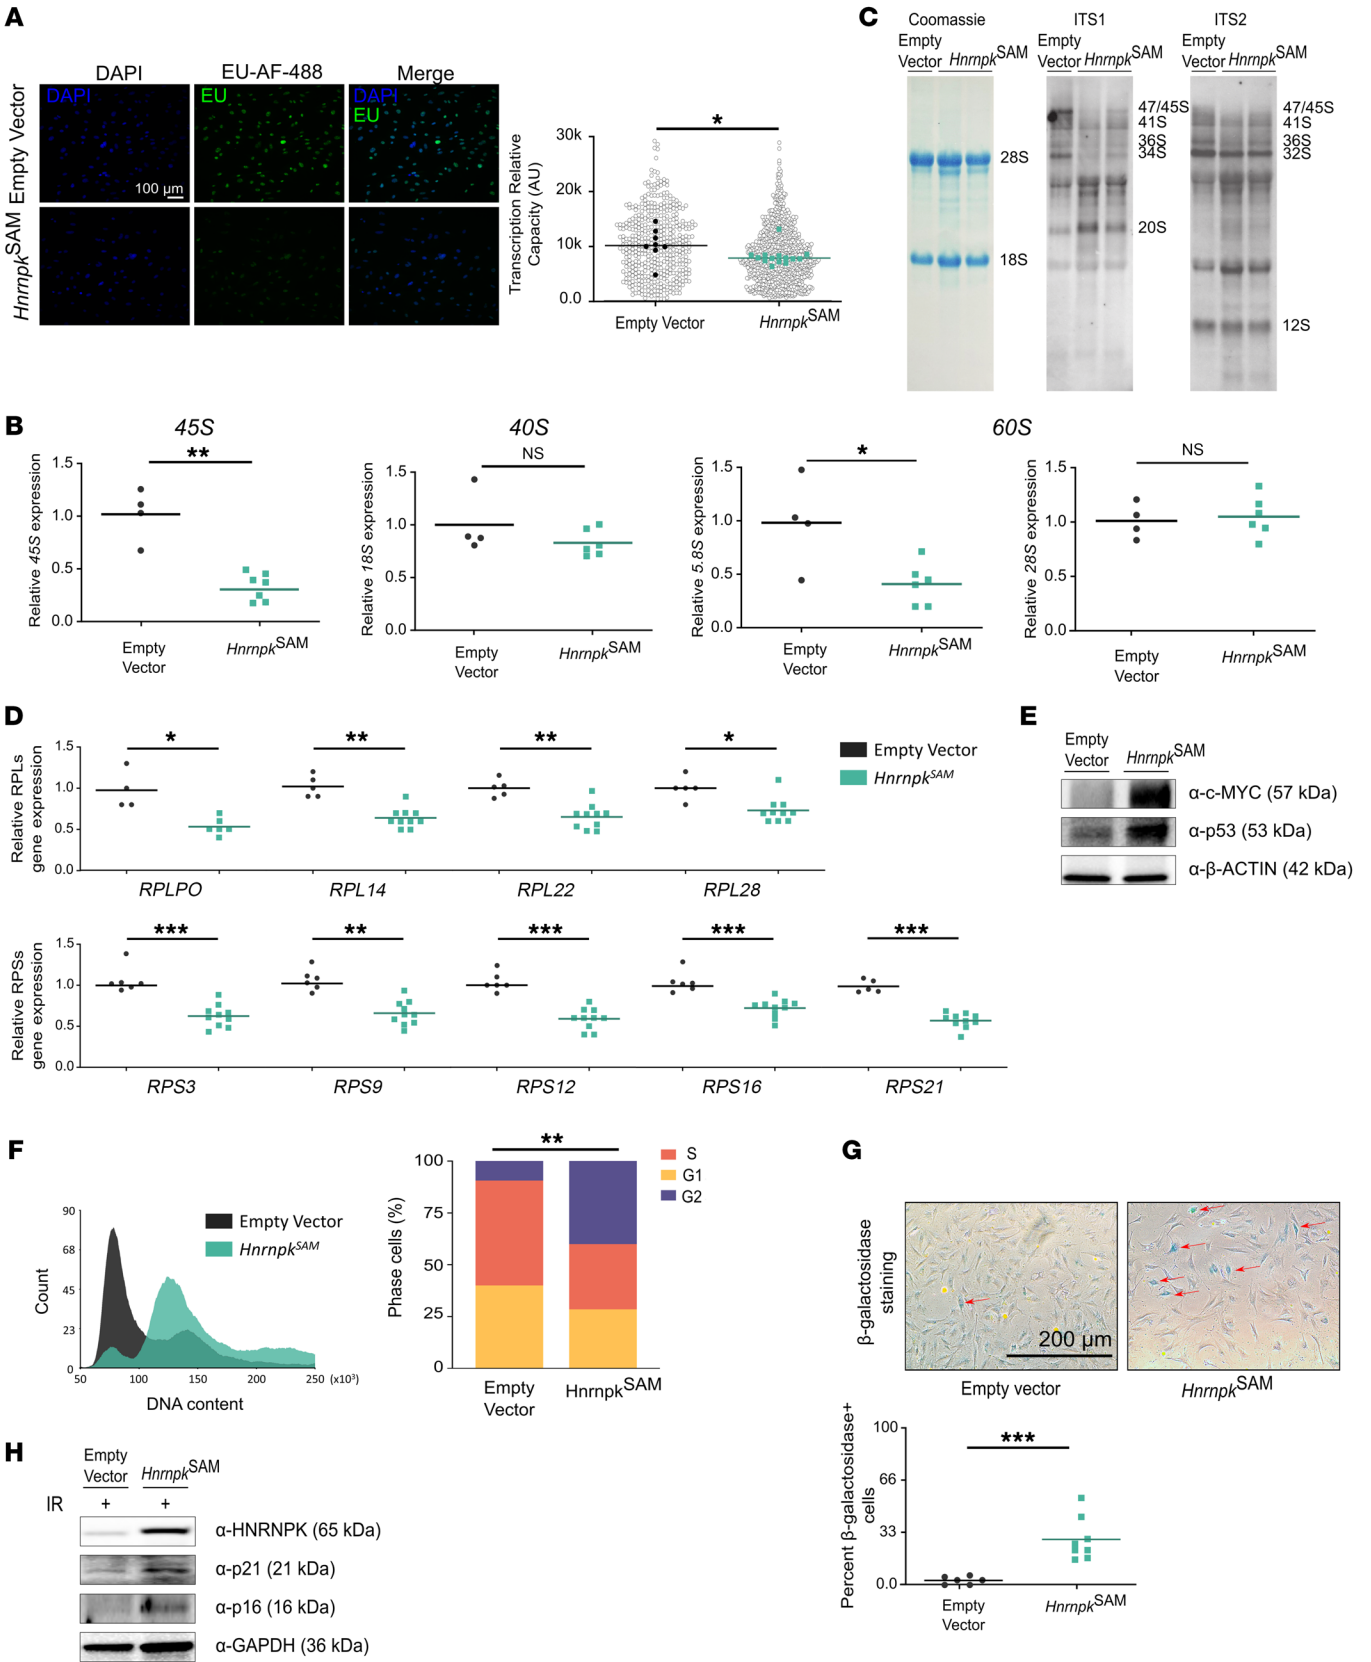 A
DAPI
EU-AF-488
Merge
Empty Vector
HnrnpkSAM
DAPI
EU
DAPI
EU
100 µm
Transcription Relative
Capacity (AU)
30k
20k
10k
0.0
*
Empty Vector
HnrnpkSAM
C
Coomassie
ITS1
ITS2
Empty
Vector
HnrnpkSAM
Empty
Vector
HnrnpkSAM
Empty
Vector
HnrnpkSAM
28S
18S
47/45S
41S
36S
34S
20S
47/45S
41S
36S
32S
12S
B
45S
40S
60S
Relative 45S expression
1.5
1.0
0.5
0.0
**
Empty
Vector
HnrnpkSAM
Relative 18S expression
1.5
1.0
0.5
0.0
NS
Empty
Vector
HnrnpkSAM
Relative 5.8S expression
1.5
1.0
0.5
0.0
*
Empty
Vector
HnrnpkSAM
Relative 28S expression
1.5
1.0
0.5
0.0
NS
Empty
Vector
HnrnpkSAM
D
Relative RPLs
gene expression
1.5
1.0
0.5
0.0
*
**
**
*
RPLPO
RPL14
RPL22
RPL28
Empty Vector
HnrnpkSAM
Relative RPSs
gene expression
1.5
1.0
0.5
0.0
***
**
***
***
***
RPS3
RPS9
RPS12
RPS16
RPS21
E
Empty
Vector
HnrnpkSAM
α-c-MYC (57 kDa)
α-p53 (53 kDa)
α-β-ACTIN (42 kDa)
F
Count
90
68
45
23
0
50
100
150
200
250
(x10³)
DNA content
Empty Vector
HnrnpkSAM
Phase cells (%)
100
75
50
25
0
**
S
G1
G2
Empty
Vector
HnrnpkSAM
G
β-galactosidase
staining
200 µm
Empty vector
HnrnpkSAM
Percent β-galactosidase+
cells
100
66
33
0.0
***
Empty
Vector
HnrnpkSAM
H
Empty
Vector
HnrnpkSAM
IR
+
+
α-HNRNPK (65 kDa)
α-p21 (21 kDa)
α-p16 (16 kDa)
α-GAPDH (36 kDa)